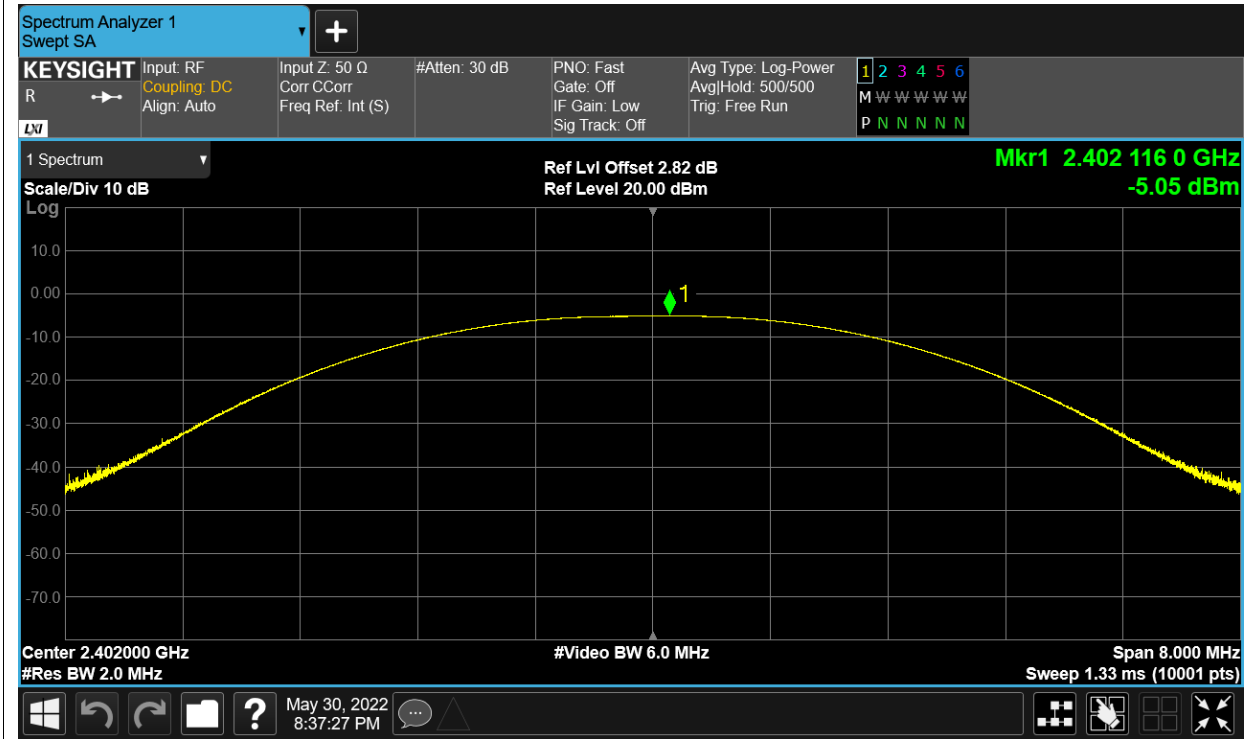 Spectrum Analyzer 1
Swept SA
KEYSIGHT
R
LXI
Input: RF
Coupling: DC
Align: Auto
Input Z: 50 Ω
Corr CCorr
Freq Ref: Int (S)
#Atten: 30 dB
PNO: Fast
Gate: Off
IF Gain: Low
Sig Track: Off
Avg Type: Log-Power
Avg|Hold: 500/500
Trig: Free Run
1 2 3 4 5 6
M W W W W W
P N N N N N
1 Spectrum
Scale/Div 10 dB
Log
Ref Lvl Offset 2.82 dB
Ref Level 20.00 dBm
Mkr1 2.402 116 0 GHz
-5.05 dBm
10.0
0.00
-10.0
-20.0
-30.0
-40.0
-50.0
-60.0
-70.0
1
Center 2.402000 GHz
#Res BW 2.0 MHz
#Video BW 6.0 MHz
Span 8.000 MHz
Sweep 1.33 ms (10001 pts)
?
May 30, 2022
8:37:27 PM